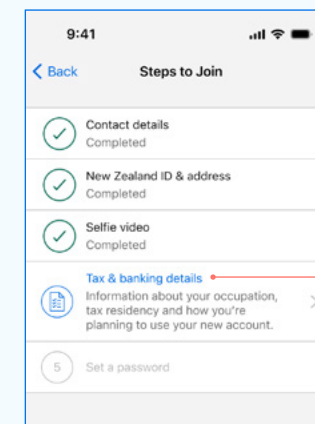 9:41
Back
Steps to Join
Contact details
Completed
New Zealand ID & address
Completed
Selfie video
Completed
Tax & banking details
Information about your occupation,
tax residency and how you're
planning to use your new account.
5
Set a password